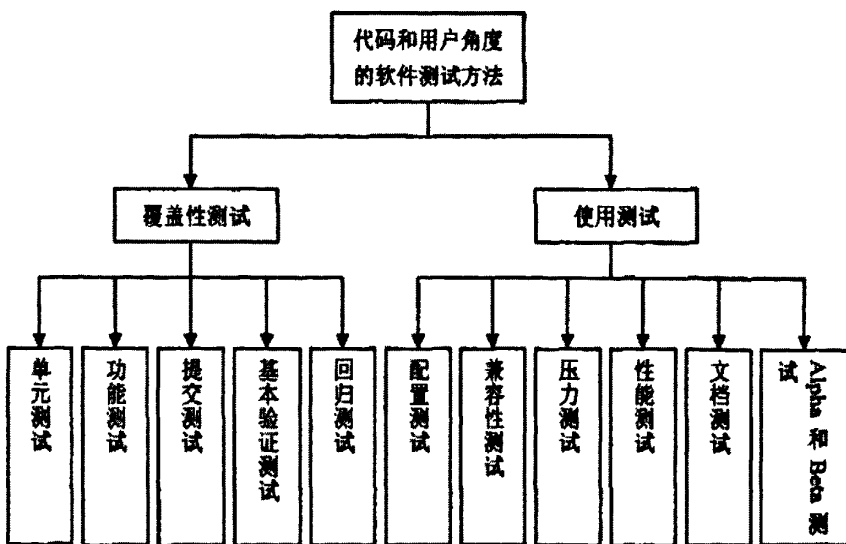 代码和用户角度
的软件测试方法
覆盖性测试
使用测试
单元测试
功能测试
提交测试
基本验证测试
回归测试
配置测试
兼容性测试
压力测试
性能测试
文档测试
Alpha 和 Beta 测
试